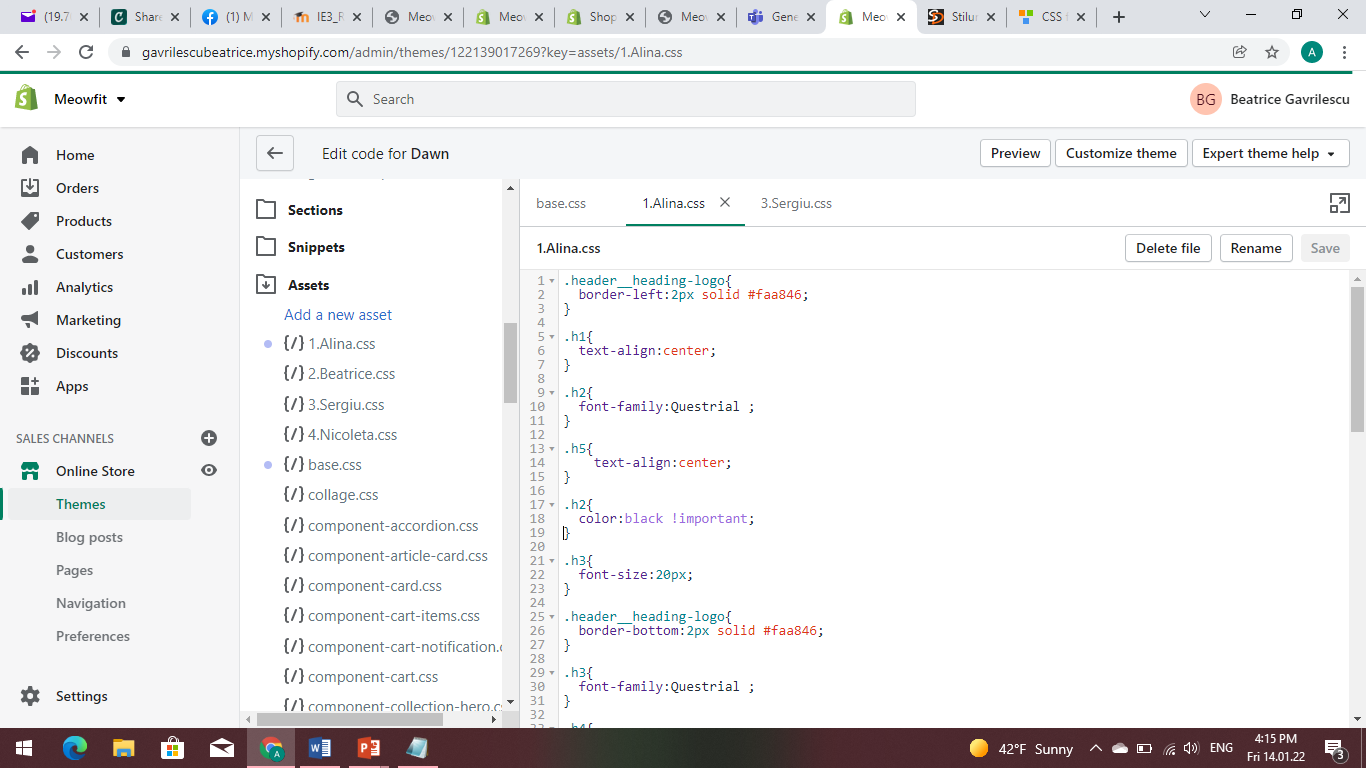 (19.7
Share
(1) M
IE3_R
Meow
Meov
Shop
Meow
Gene
Meov
Stilur
CSS
gavrilescubeatrice.myshopify.com/admin/themes/122139017269?key=assets/1.Alina.css
A
Meowfit
Search
BG
Beatrice Gavrilescu
Home
Orders
Products
Customers
Analytics
Marketing
Discounts
Apps
SALES CHANNELS
Online Store
Themes
Blog posts
Pages
Navigation
Preferences
Settings
Edit code for Dawn
Preview
Customize theme
Expert theme help
Sections
Snippets
Assets
Add a new asset
{/} 1.Alina.css
{/} 2.Beatrice.css
{/} 3.Sergiu.css
{/} 4.Nicoleta.css
{/} base.css
{/} collage.css
{/} component-accordion.css
{/} component-article-card.css
{/} component-card.css
{/} component-cart-items.css
{/} component-cart-notification.c
{/} component-cart.css
{/} component-collection-hero.cs
base.css
1.Alina.css
3.Sergiu.css
1.Alina.css
Delete file
Rename
Save
1 .header__heading-logo{
2 border-left:2px solid #faa846;
3 }
4
5 .h1{
6 text-align:center;
7 }
8
9 .h2{
10 font-family:Questrial ;
11 }
12
13 .h5{
14 text-align:center;
15 }
16
17 .h2{
18 color:black !important;
19 }
20
21 .h3{
22 font-size:20px;
23 }
24
25 .header__heading-logo{
26 border-bottom:2px solid #faa846;
27 }
28
29 .h3{
30 font-family:Questrial ;
31 }
32
33 .h4{
42°F Sunny
ENG
4:15 PM
Fri 14.01.22
3